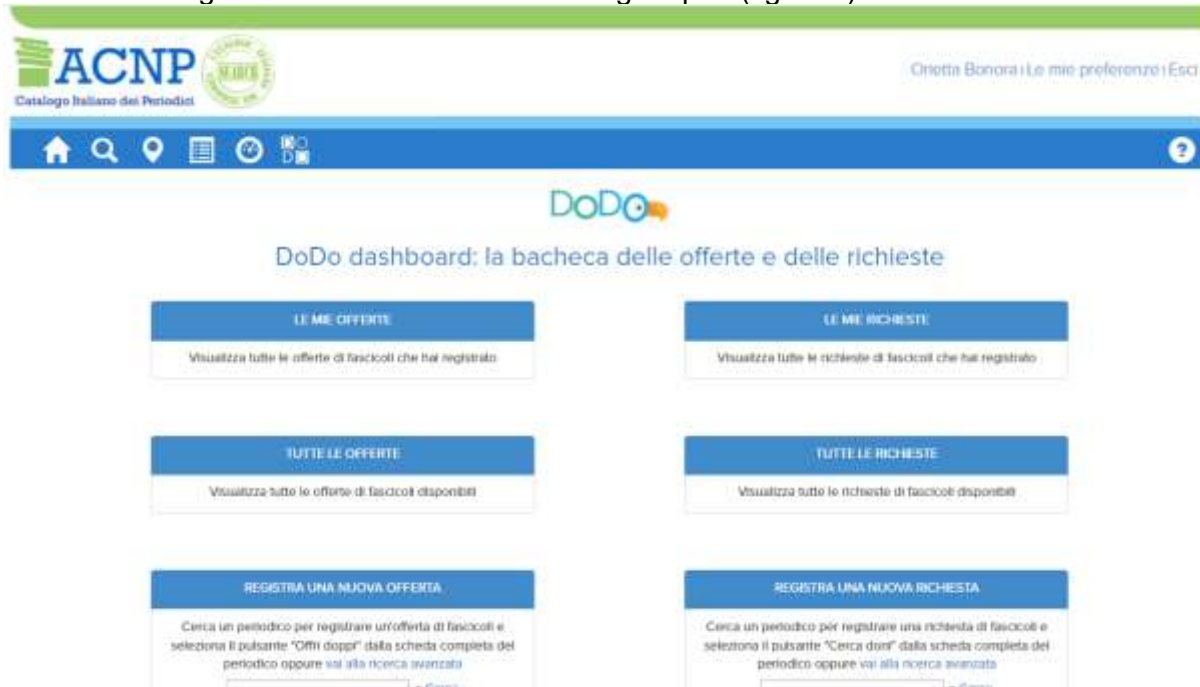 ACNP
SEARCH
Catalogo Italiano dei Periodici
Orietta Bonora | Le mie preferenze | Esci
?
DoDo
DoDo dashboard: la bacheca delle offerte e delle richieste
LE MIE OFFERTE
Visualizza tutte le offerte di fascicoli che hai registrato
LE MIE RICHIESTE
Visualizza tutte le richieste di fascicoli che hai registrato
TUTTE LE OFFERTE
Visualizza tutte le offerte di fascicoli disponibili
TUTTE LE RICHIESTE
Visualizza tutte le richieste di fascicoli disponibili
REGISTRA UNA NUOVA OFFERTA
Cerca un periodico per registrare un'offerta di fascicoli e
seleziona il pulsante "Offri doppi" dalla scheda completa del
periodico oppure vai alla ricerca avanzata
REGISTRA UNA NUOVA RICHIESTA
Cerca un periodico per registrare una richiesta di fascicoli e
seleziona il pulsante "Cerca doni" dalla scheda completa del
periodico oppure vai alla ricerca avanzata